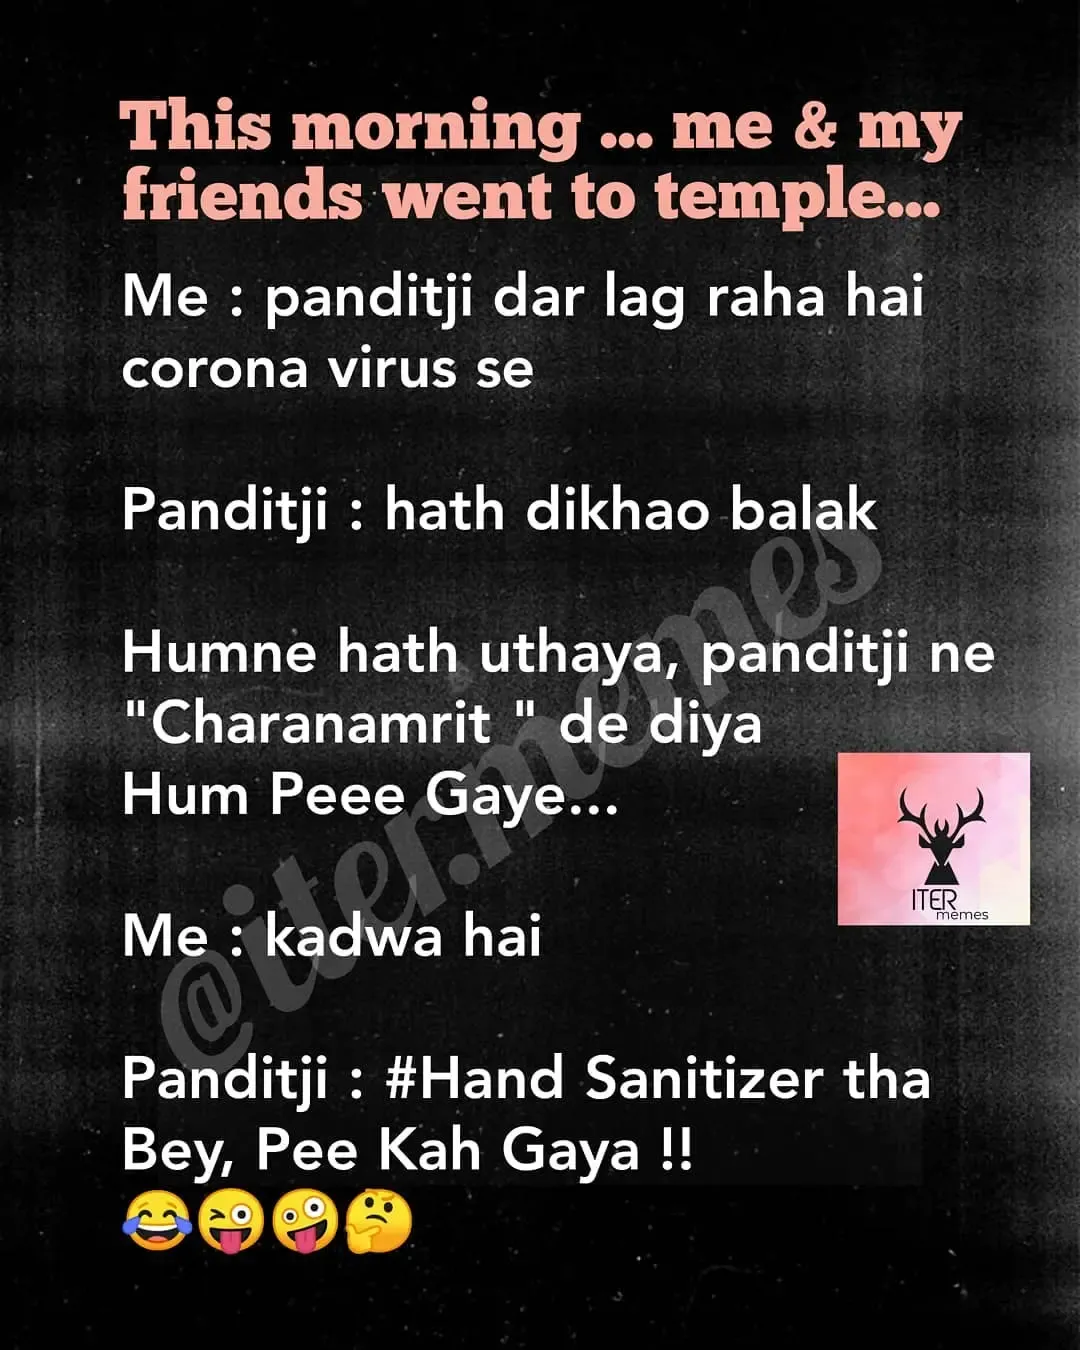 This morning ... me & my
friends went to temple...
Me : panditji dar lag raha hai
corona virus se
Panditji : hath dikhao balak
Humne hath uthaya, panditji ne
"Charanamrit " de diya
Hum Peee Gaye...
ITER
memes
Me : kadwa hai
Panditji : #Hand Sanitizer tha
Bey, Pee Kah Gaya !!
😂😜🤪🤔
@iter.memes